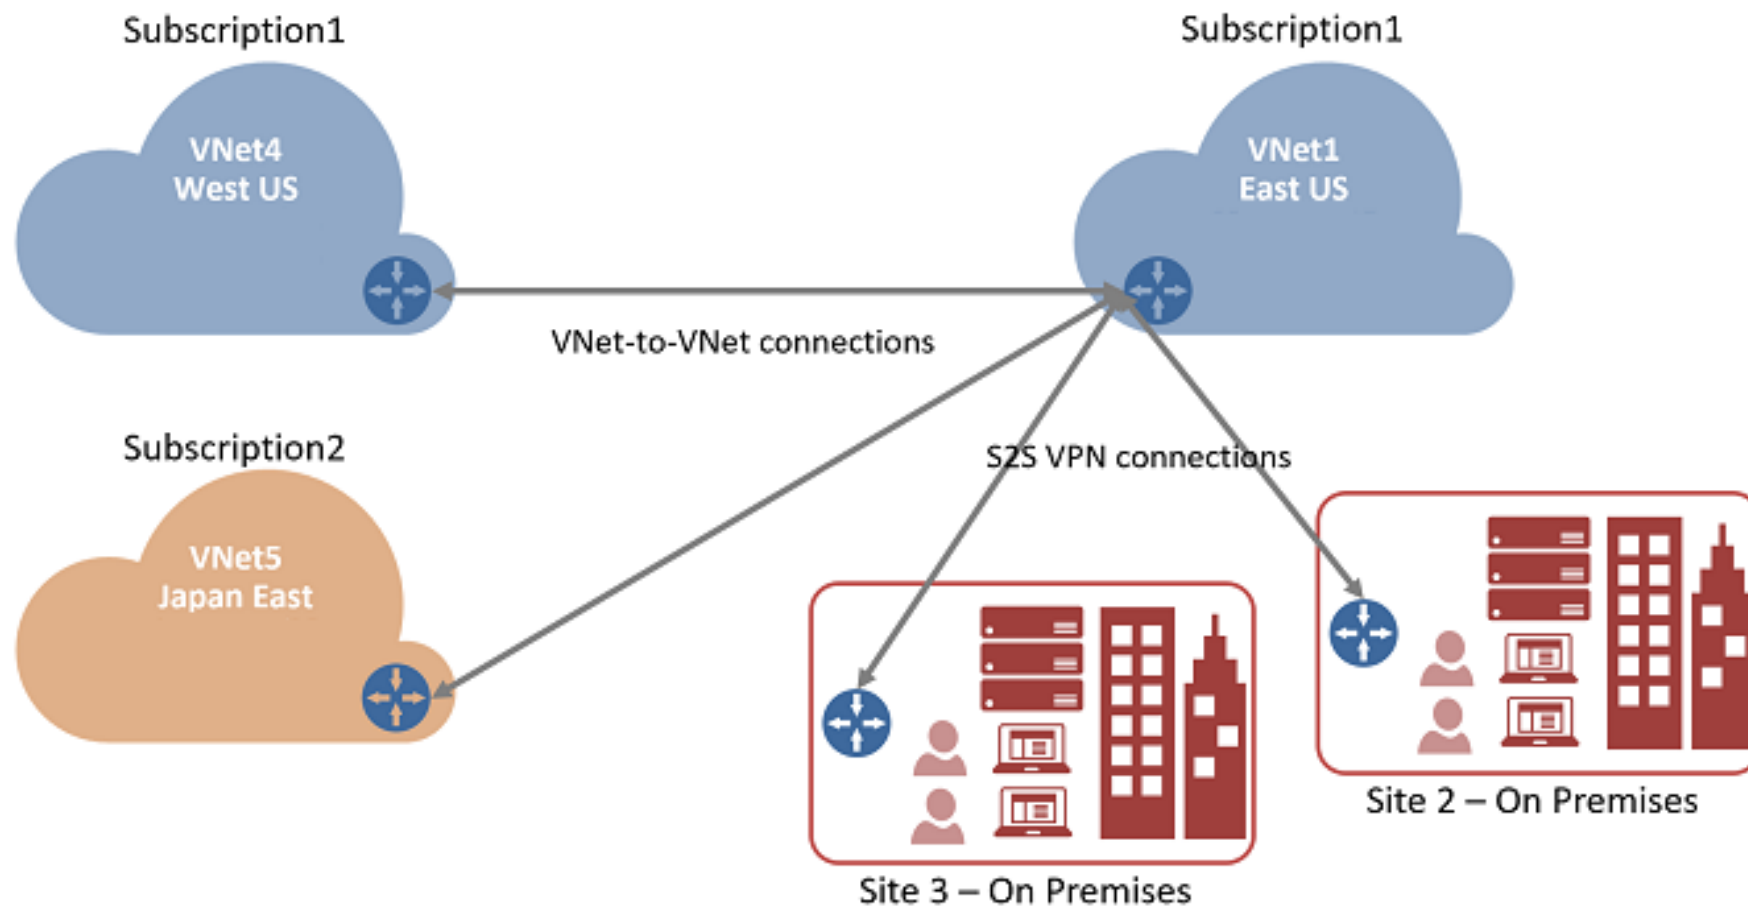 Subscription1
Subscription1
VNet4
West US
VNet1
East US
VNet-to-VNet connections
Subscription2
S2S VPN connections
VNet5
Japan East
Site 2 – On Premises
Site 3 – On Premises